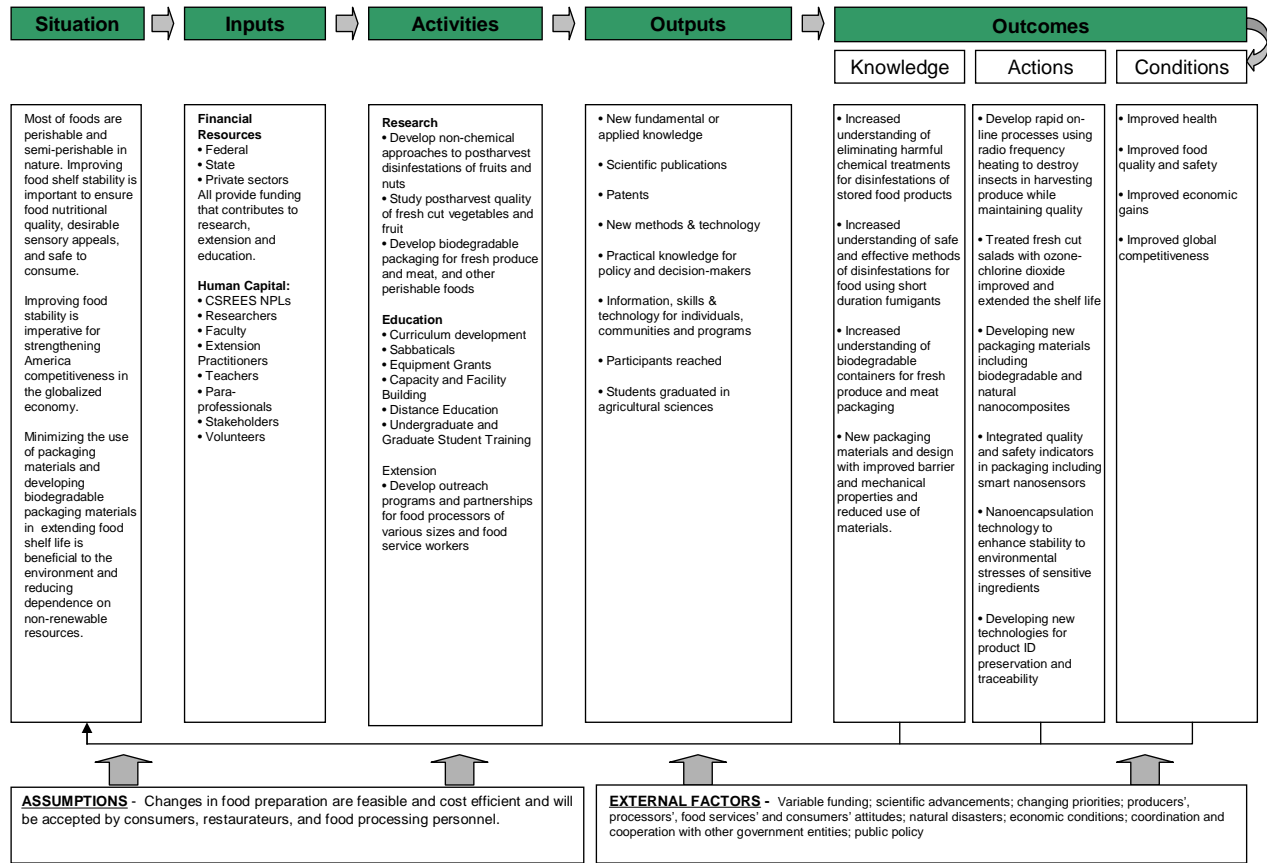 Situation
Inputs
Activities
Outputs
Outcomes
Knowledge
Actions
Conditions
Most of foods are
perishable and
semi-perishable in
nature. Improving
food shelf stability is
important to ensure
food nutritional
quality, desirable
sensory appeals,
and safe to
consume.
Improving food
stability is
imperative for
strengthening
America
competitiveness in
the globalized
economy.
Minimizing the use
of packaging
materials and
developing
biodegradable
packaging materials
in extending food
shelf life is
beneficial to the
environment and
reducing
dependence on
non-renewable
resources.
Financial
Resources
• Federal
• State
• Private sectors
All provide funding
that contributes to
research,
extension and
education.
Human Capital:
• CSREES NPLs
• Researchers
• Faculty
• Extension
Practitioners
• Teachers
• Para-
professionals
• Stakeholders
• Volunteers
Research
• Develop non-chemical
approaches to postharvest
disinfestations of fruits and
nuts
• Study postharvest quality
of fresh cut vegetables and
fruit
• Develop biodegradable
packaging for fresh produce
and meat, and other
perishable foods
Education
• Curriculum development
• Sabbaticals
• Equipment Grants
• Capacity and Facility
Building
• Distance Education
• Undergraduate and
Graduate Student Training
Extension
• Develop outreach
programs and partnerships
for food processors of
various sizes and food
service workers
• New fundamental or
applied knowledge
• Scientific publications
• Patents
• New methods & technology
• Practical knowledge for
policy and decision-makers
• Information, skills &
technology for individuals,
communities and programs
• Participants reached
• Students graduated in
agricultural sciences
• Increased
understanding of
eliminating harmful
chemical treatments
for disinfestations of
stored food products
• Increased
understanding of safe
and effective methods
of disinfestations for
food using short
duration fumigants
• Increased
understanding of
biodegradable
containers for fresh
produce and meat
packaging
• New packaging
materials and design
with improved barrier
and mechanical
properties and
reduced use of
materials.
• Develop rapid on-
line processes using
radio frequency
heating to destroy
insects in harvesting
produce while
maintaining quality
• Treated fresh cut
salads with ozone-
chlorine dioxide
improved and
extended the shelf life
• Developing new
packaging materials
including
biodegradable and
natural
nanocomposites
• Integrated quality
and safety indicators
in packaging including
smart nanosensors
• Nanoencapsulation
technology to
enhance stability to
environmental
stresses of sensitive
ingredients
• Developing new
technologies for
product ID
preservation and
traceability
• Improved health
• Improved food
quality and safety
• Improved economic
gains
• Improved global
competitiveness
ASSUMPTIONS - Changes in food preparation are feasible and cost efficient and will
be accepted by consumers, restaurateurs, and food processing personnel.
EXTERNAL FACTORS - Variable funding; scientific advancements; changing priorities; producers’,
processors’, food services’ and consumers’ attitudes; natural disasters; economic conditions; coordination and
cooperation with other government entities; public policy